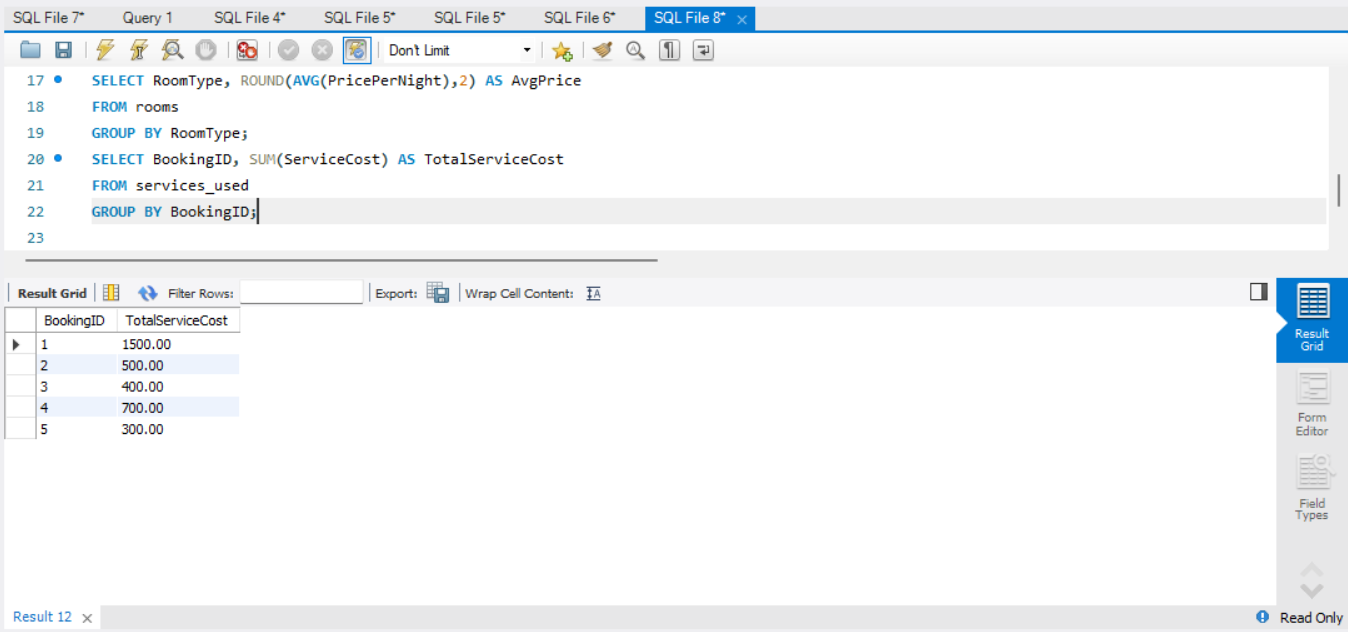 SQL File 7* Query 1 SQL File 4* SQL File 5* SQL File 5* SQL File 6* SQL File 8*
Don't Limit
17 SELECT RoomType, ROUND(AVG(PricePerNight),2) AS AvgPrice
18 FROM rooms
19 GROUP BY RoomType;
20 SELECT BookingID, SUM(ServiceCost) AS TotalServiceCost
21 FROM services_used
22 GROUP BY BookingID;
23
Result Grid Filter Rows: Export: Wrap Cell Content:
BookingID TotalServiceCost
1 1500.00
2 500.00
3 400.00
4 700.00
5 300.00
Result
Grid
Form
Editor
Field
Types
Result 12 Read Only